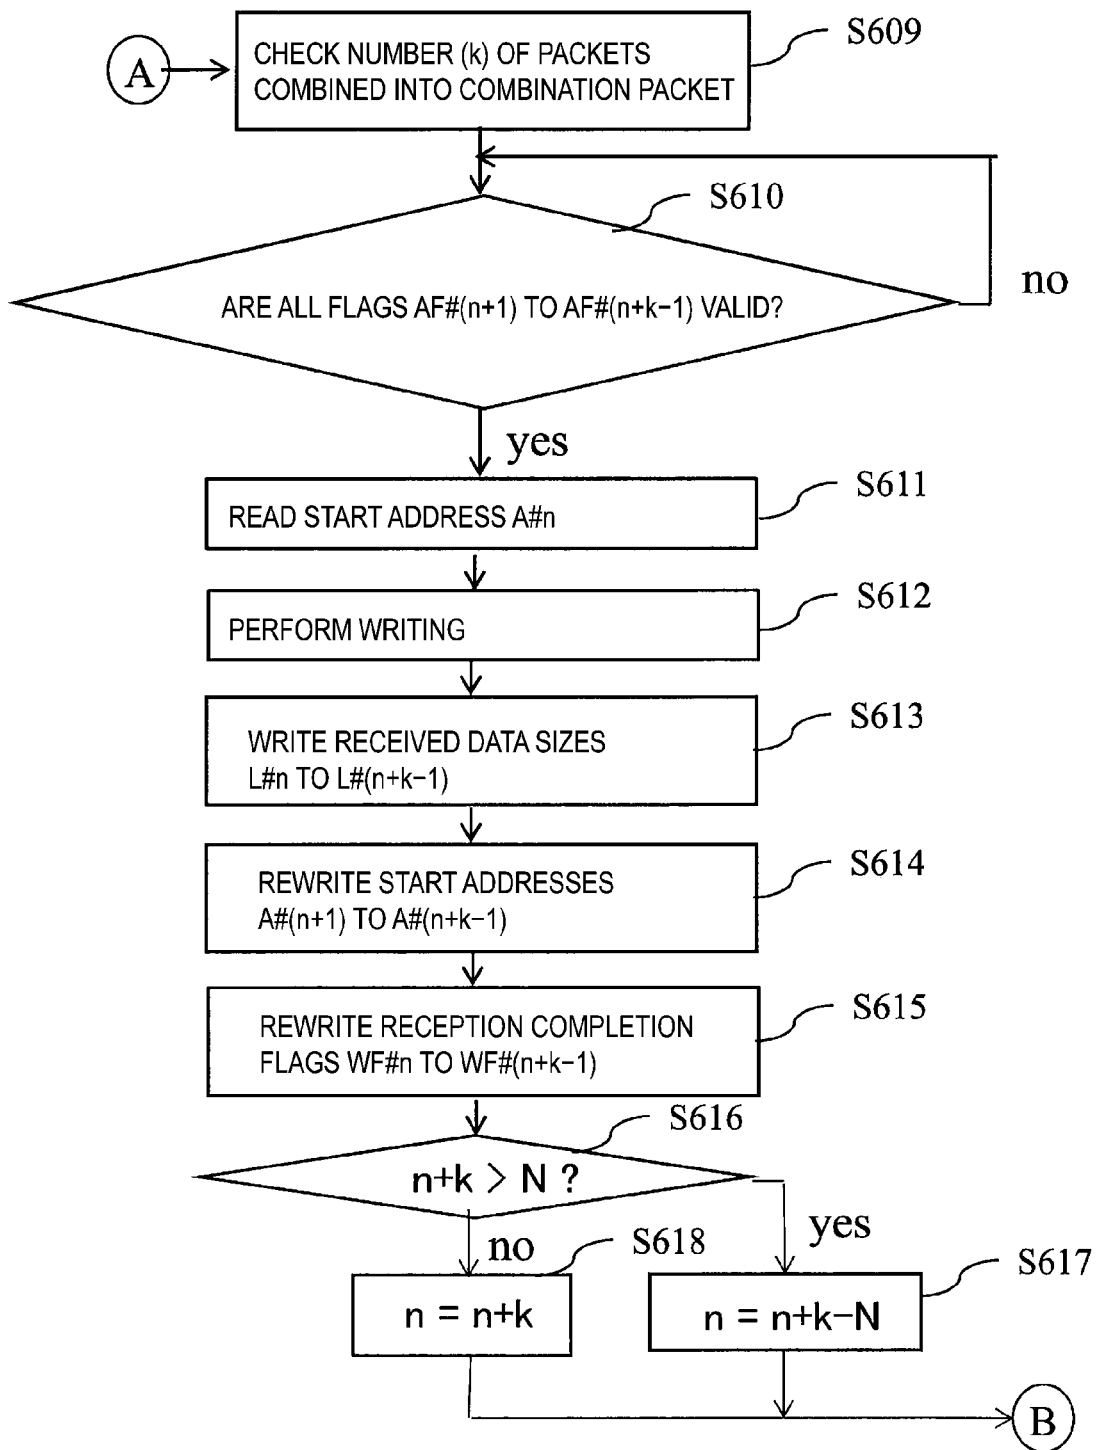 A
CHECK NUMBER (k) OF PACKETS
COMBINED INTO COMBINATION PACKET
S609
S610
ARE ALL FLAGS AF#(n+1) TO AF#(n+k−1) VALID?
no
yes
S611
READ START ADDRESS A#n
S612
PERFORM WRITING
S613
WRITE RECEIVED DATA SIZES
L#n TO L#(n+k−1)
S614
REWRITE START ADDRESSES
A#(n+1) TO A#(n+k−1)
S615
REWRITE RECEPTION COMPLETION
FLAGS WF#n TO WF#(n+k−1)
S616
n+k > N ?
no
yes
S618
n = n+k
S617
n = n+k−N
B